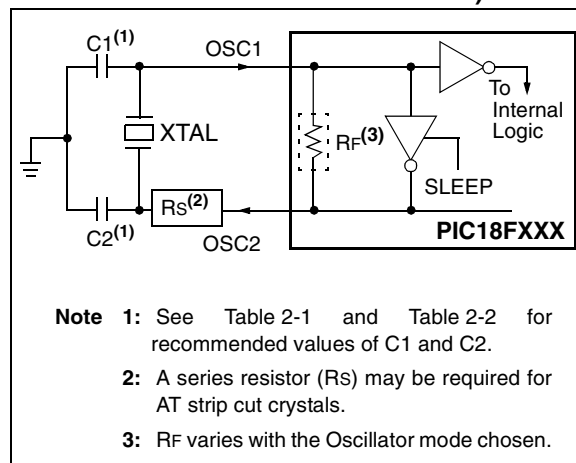 C1(1)
OSC1
To
Internal
Logic
XTAL
RF(3)
SLEEP
C2(1)
RS(2)
OSC2
PIC18FXXX
Note 1: See Table 2-1 and Table 2-2 for
recommended values of C1 and C2.
2: A series resistor (RS) may be required for
AT strip cut crystals.
3: RF varies with the Oscillator mode chosen.